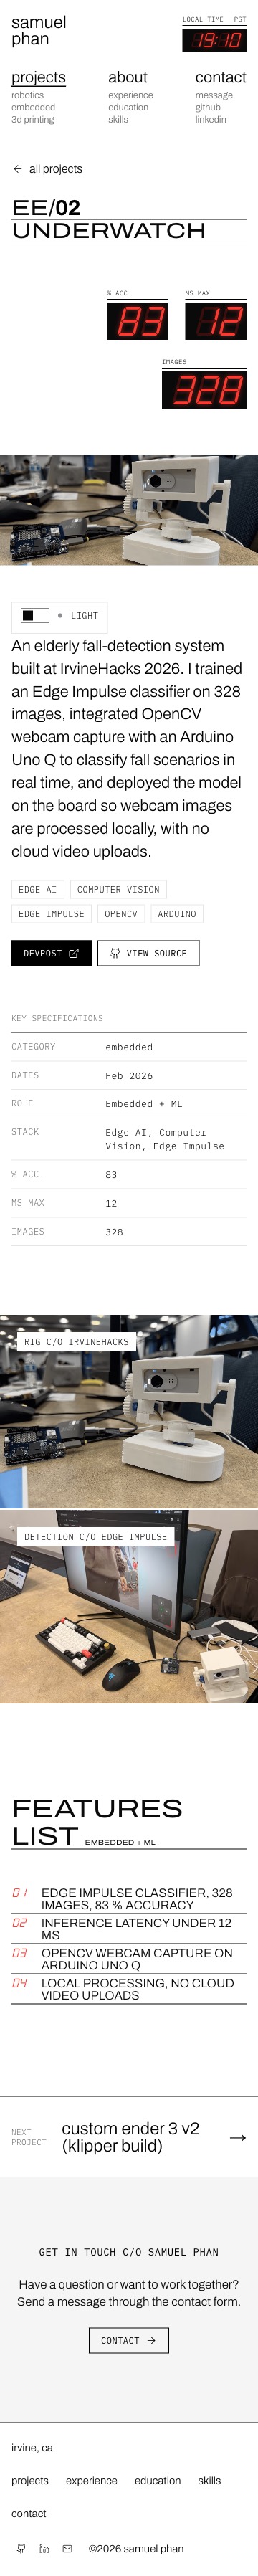 samuel
phan
LOCAL TIME PST
19:10
projects
robotics
embedded
3d printing
about
experience
education
skills
contact
message
github
linkedin
← all projects
EE/02
UNDERWATCH
% ACC.
83
MS MAX
12
IMAGES
328
LIGHT
An elderly fall-detection system
built at IrvineHacks 2026. I trained
an Edge Impulse classifier on 328
images, integrated OpenCV
webcam capture with an Arduino
Uno Q to classify fall scenarios in
real time, and deployed the model
on the board so webcam images
are processed locally, with no
cloud video uploads.
EDGE AI COMPUTER VISION
EDGE IMPULSE OPENCV ARDUINO
DEVPOST VIEW SOURCE
KEY SPECIFICATIONS
CATEGORY embedded
DATES Feb 2026
ROLE Embedded + ML
STACK Edge AI, Computer
Vision, Edge Impulse
% ACC. 83
MS MAX 12
IMAGES 328
RIG C/O IRVINEHACKS
DETECTION C/O EDGE IMPULSE
FEATURES
LIST EMBEDDED + ML
01 EDGE IMPULSE CLASSIFIER, 328
IMAGES, 83 % ACCURACY
02 INFERENCE LATENCY UNDER 12
MS
03 OPENCV WEBCAM CAPTURE ON
ARDUINO UNO Q
04 LOCAL PROCESSING, NO CLOUD
VIDEO UPLOADS
NEXT
PROJECT
custom ender 3 v2
(klipper build)
→
GET IN TOUCH C/O SAMUEL PHAN
Have a question or want to work together?
Send a message through the contact form.
CONTACT →
irvine, ca
projects experience education skills
contact
©2026 samuel phan